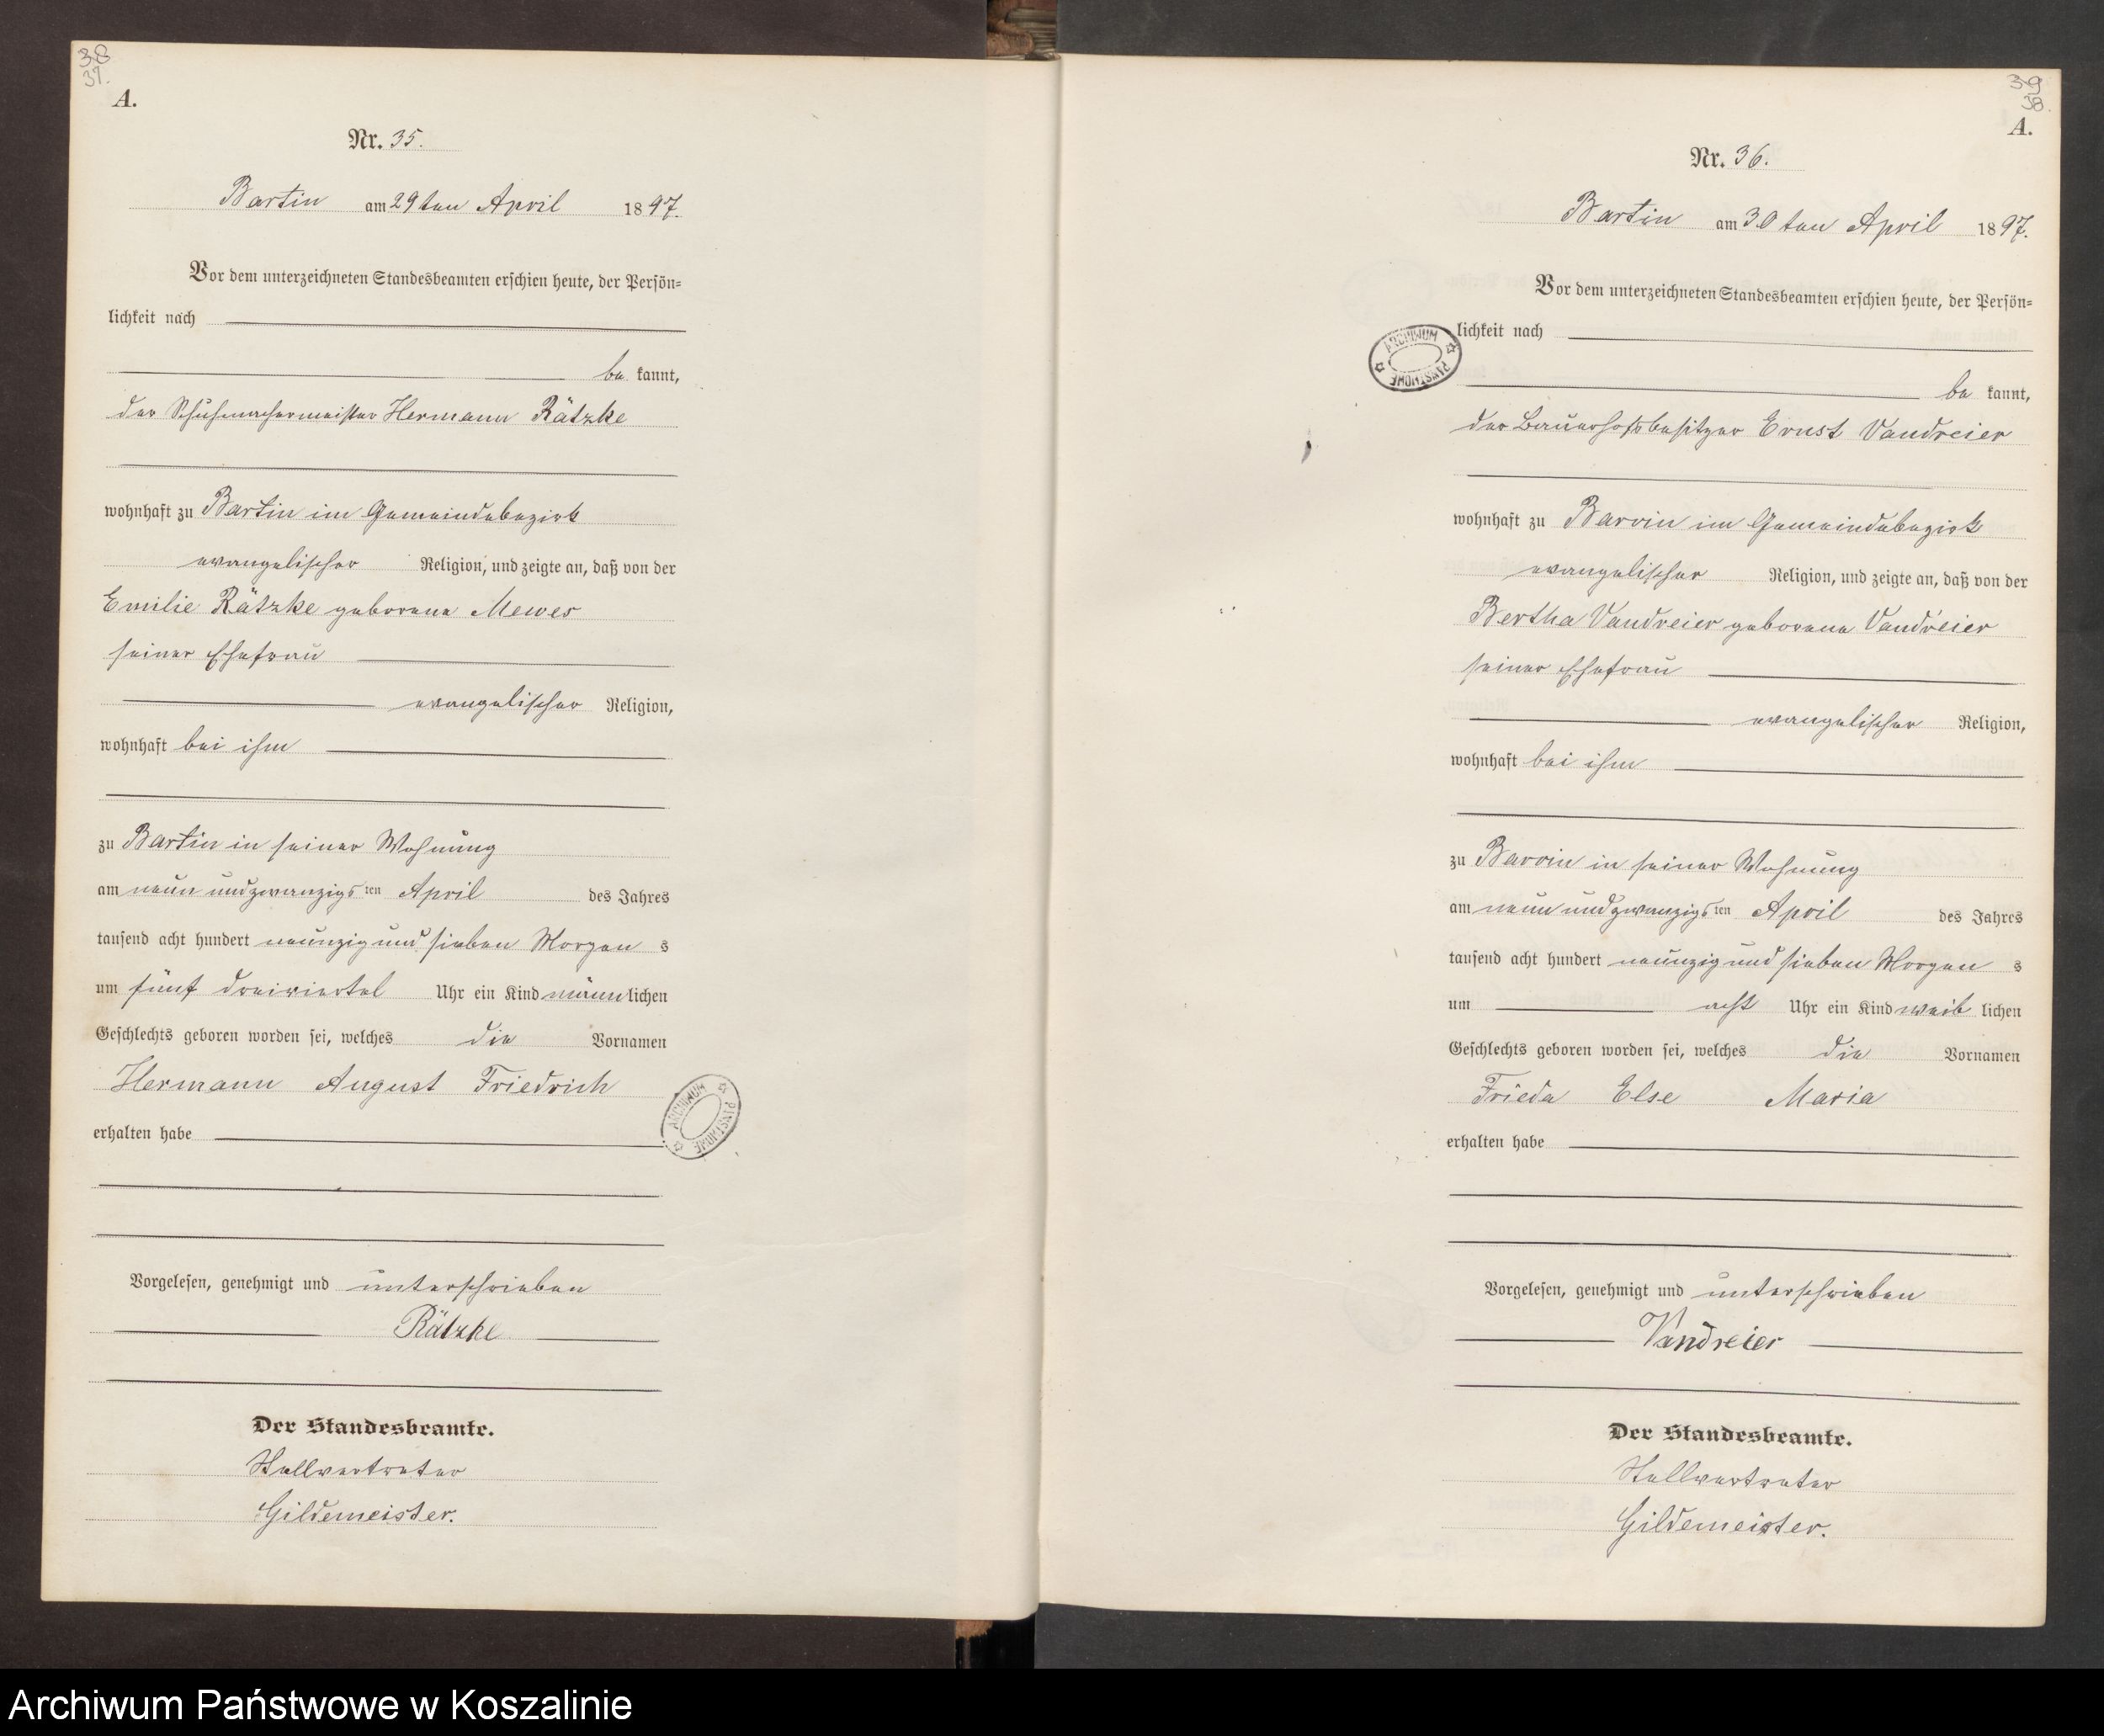 38
37.
A.
Nr. 35.
Bartin am 29ten April 1897.
Vor dem unterzeichneten Standesbeamten erschien heute, der Persön=
lichkeit nach
be kannt,
der Schuhmachermeister Hermann Rätzke
wohnhaft zu Bartin im Gemeindebezirk
evangelischer Religion, und zeigte an, daß von der
Emilie Rätzke geborene Mewes
seiner Ehefrau
evangelischer Religion,
wohnhaft bei ihm
zu Bartin in seiner Wohnung
am neun und zwanzigsten April des Jahres
tausend acht hundert neunzig und sieben Morgens
um fünf dreiviertel Uhr ein Kind männlichen
Geschlechts geboren worden sei, welches die Vornamen
Hermann August Friedrich
erhalten habe
ARCHIWUM PAŃSTWOWE
Vorgelesen, genehmigt und unterschrieben
Rätzke
Der Standesbeamte.
Stellvertreter
Gildemeister.
39
38.
A.
Nr. 36.
Bartin am 30ten April 1897.
Vor dem unterzeichneten Standesbeamten erschien heute, der Persön=
lichkeit nach
ARCHIWUM PAŃSTWOWE
be kannt,
der Bauerhofsbesitzer Ernst Vandreier
wohnhaft zu Barvin im Gemeindebezirk
evangelischer Religion, und zeigte an, daß von der
Bertha Vandreier geborene Vandreier
seiner Ehefrau
evangelischer Religion,
wohnhaft bei ihm
zu Barvin in seiner Wohnung
am neun und zwanzigsten April des Jahres
tausend acht hundert neunzig und sieben Morgens
um acht Uhr ein Kind weiblichen
Geschlechts geboren worden sei, welches die Vornamen
Frieda Else Maria
erhalten habe
Vorgelesen, genehmigt und unterschrieben
Vandreier
Der Standesbeamte.
Stellvertreter
Gildemeister.
Archiwum Państwowe w Koszalinie